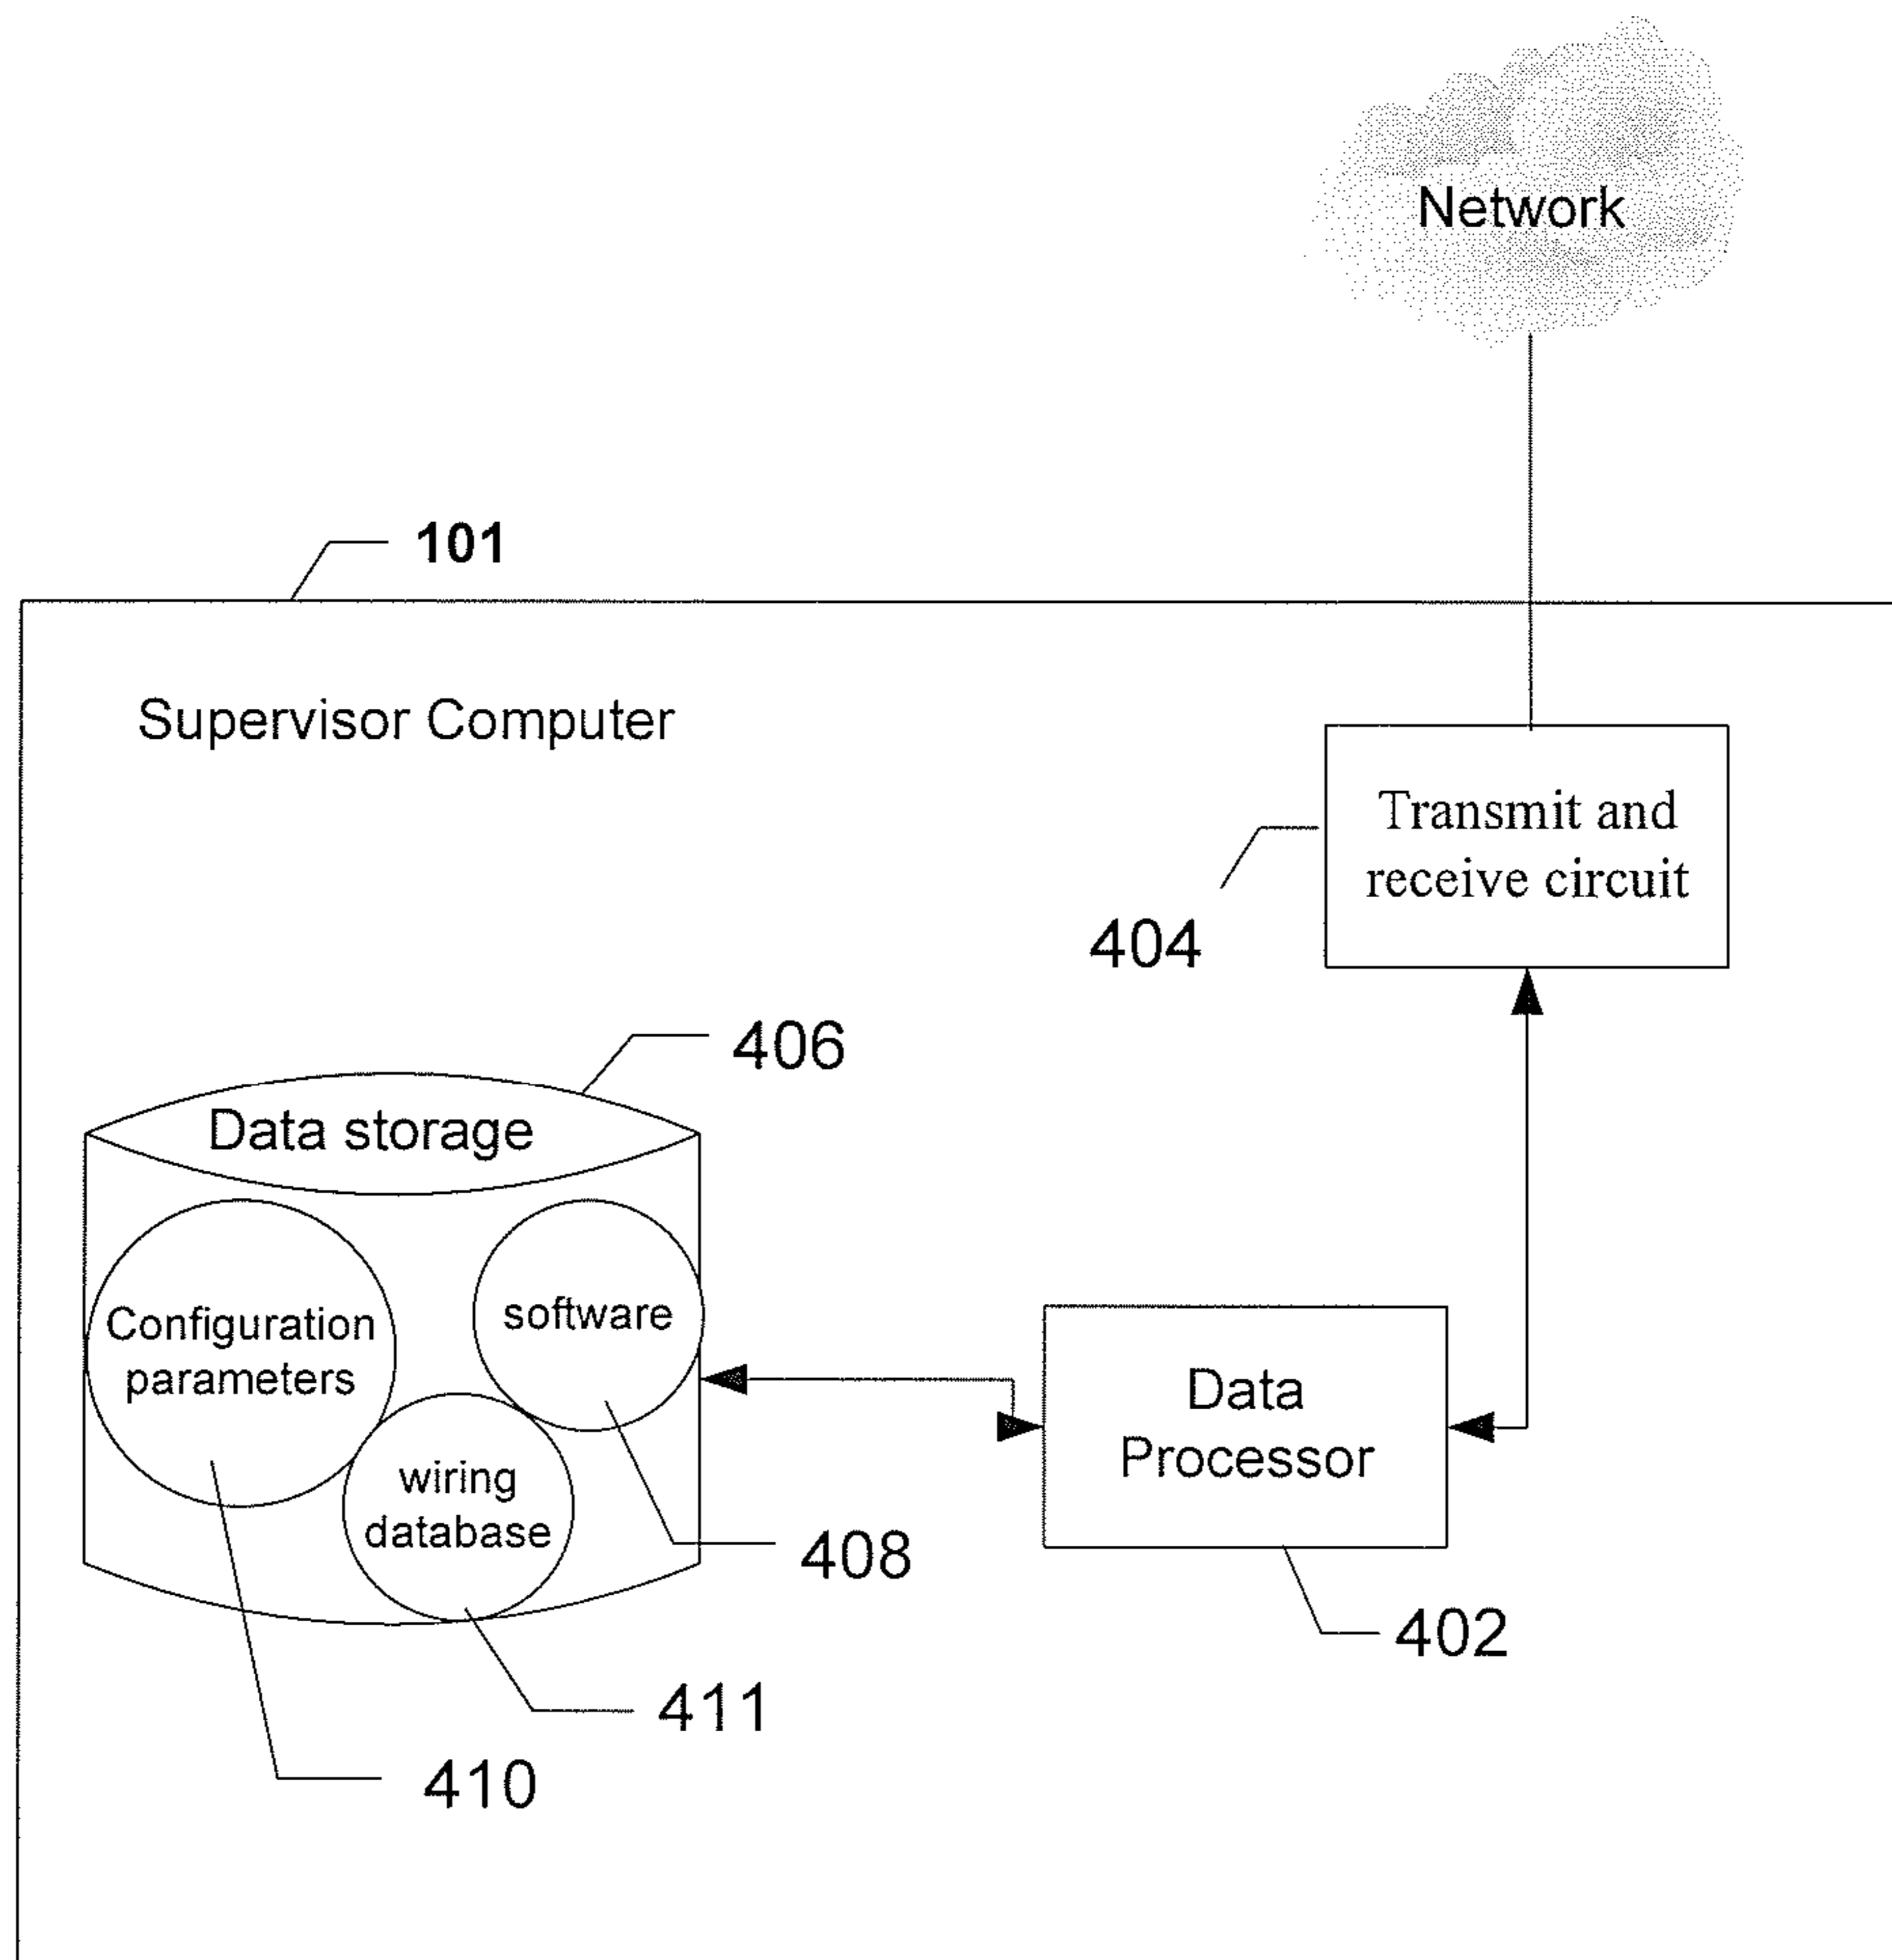 Network
101
Supervisor Computer
Transmit and
receive circuit
404
406
Data storage
Configuration
parameters
software
wiring
database
Data
Processor
408
402
411
410